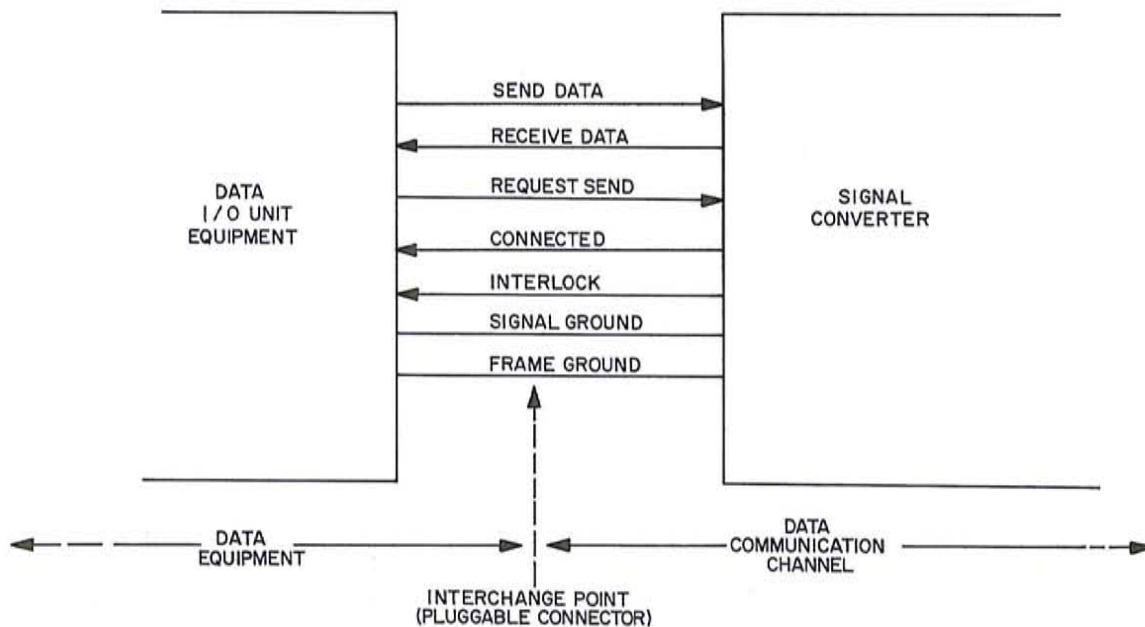 SEND DATA
RECEIVE DATA
REQUEST SEND
CONNECTED
INTERLOCK
SIGNAL GROUND
FRAME GROUND
DATA
I/O UNIT
EQUIPMENT
SIGNAL
CONVERTER
DATA
EQUIPMENT
DATA
COMMUNICATION
CHANNEL
INTERCHANGE POINT
(PLUGGABLE CONNECTOR)